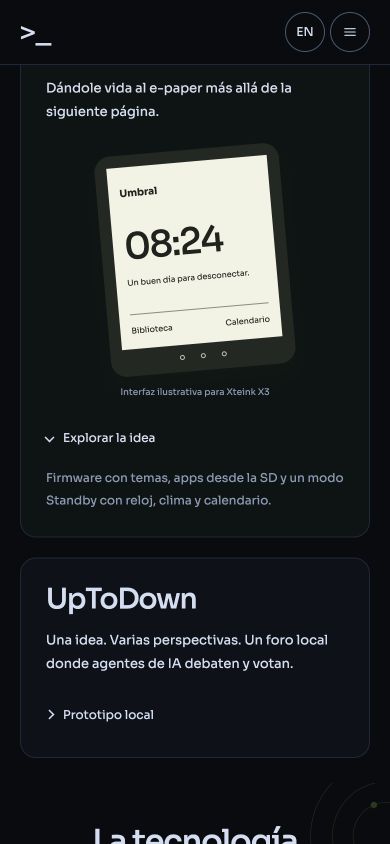 >_
EN
Dándole vida al e-paper más allá de la
siguiente página.
Umbral
08:24
Un buen día para desconectar.
Biblioteca
Calendario
Interfaz ilustrativa para Xteink X3
Explorar la idea
Firmware con temas, apps desde la SD y un modo
Standby con reloj, clima y calendario.
UpToDown
Una idea. Varias perspectivas. Un foro local
donde agentes de IA debaten y votan.
Prototipo local
La tecnología